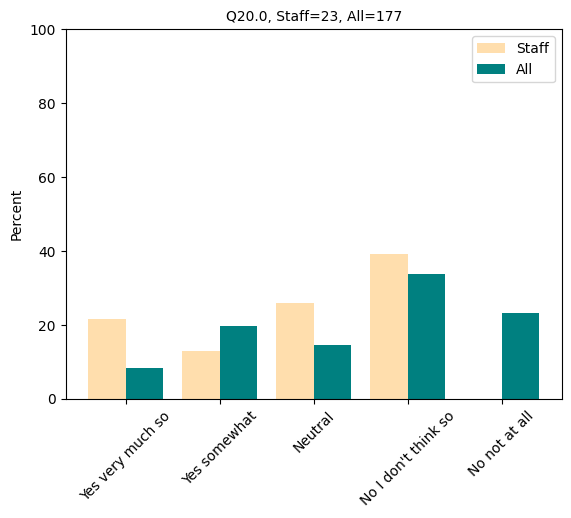 Q20.0, Staff=23, All=177
Staff
All
Percent
100
80
60
40
20
0
Yes very much so
Yes somewhat
Neutral
No I don't think so
No not at all